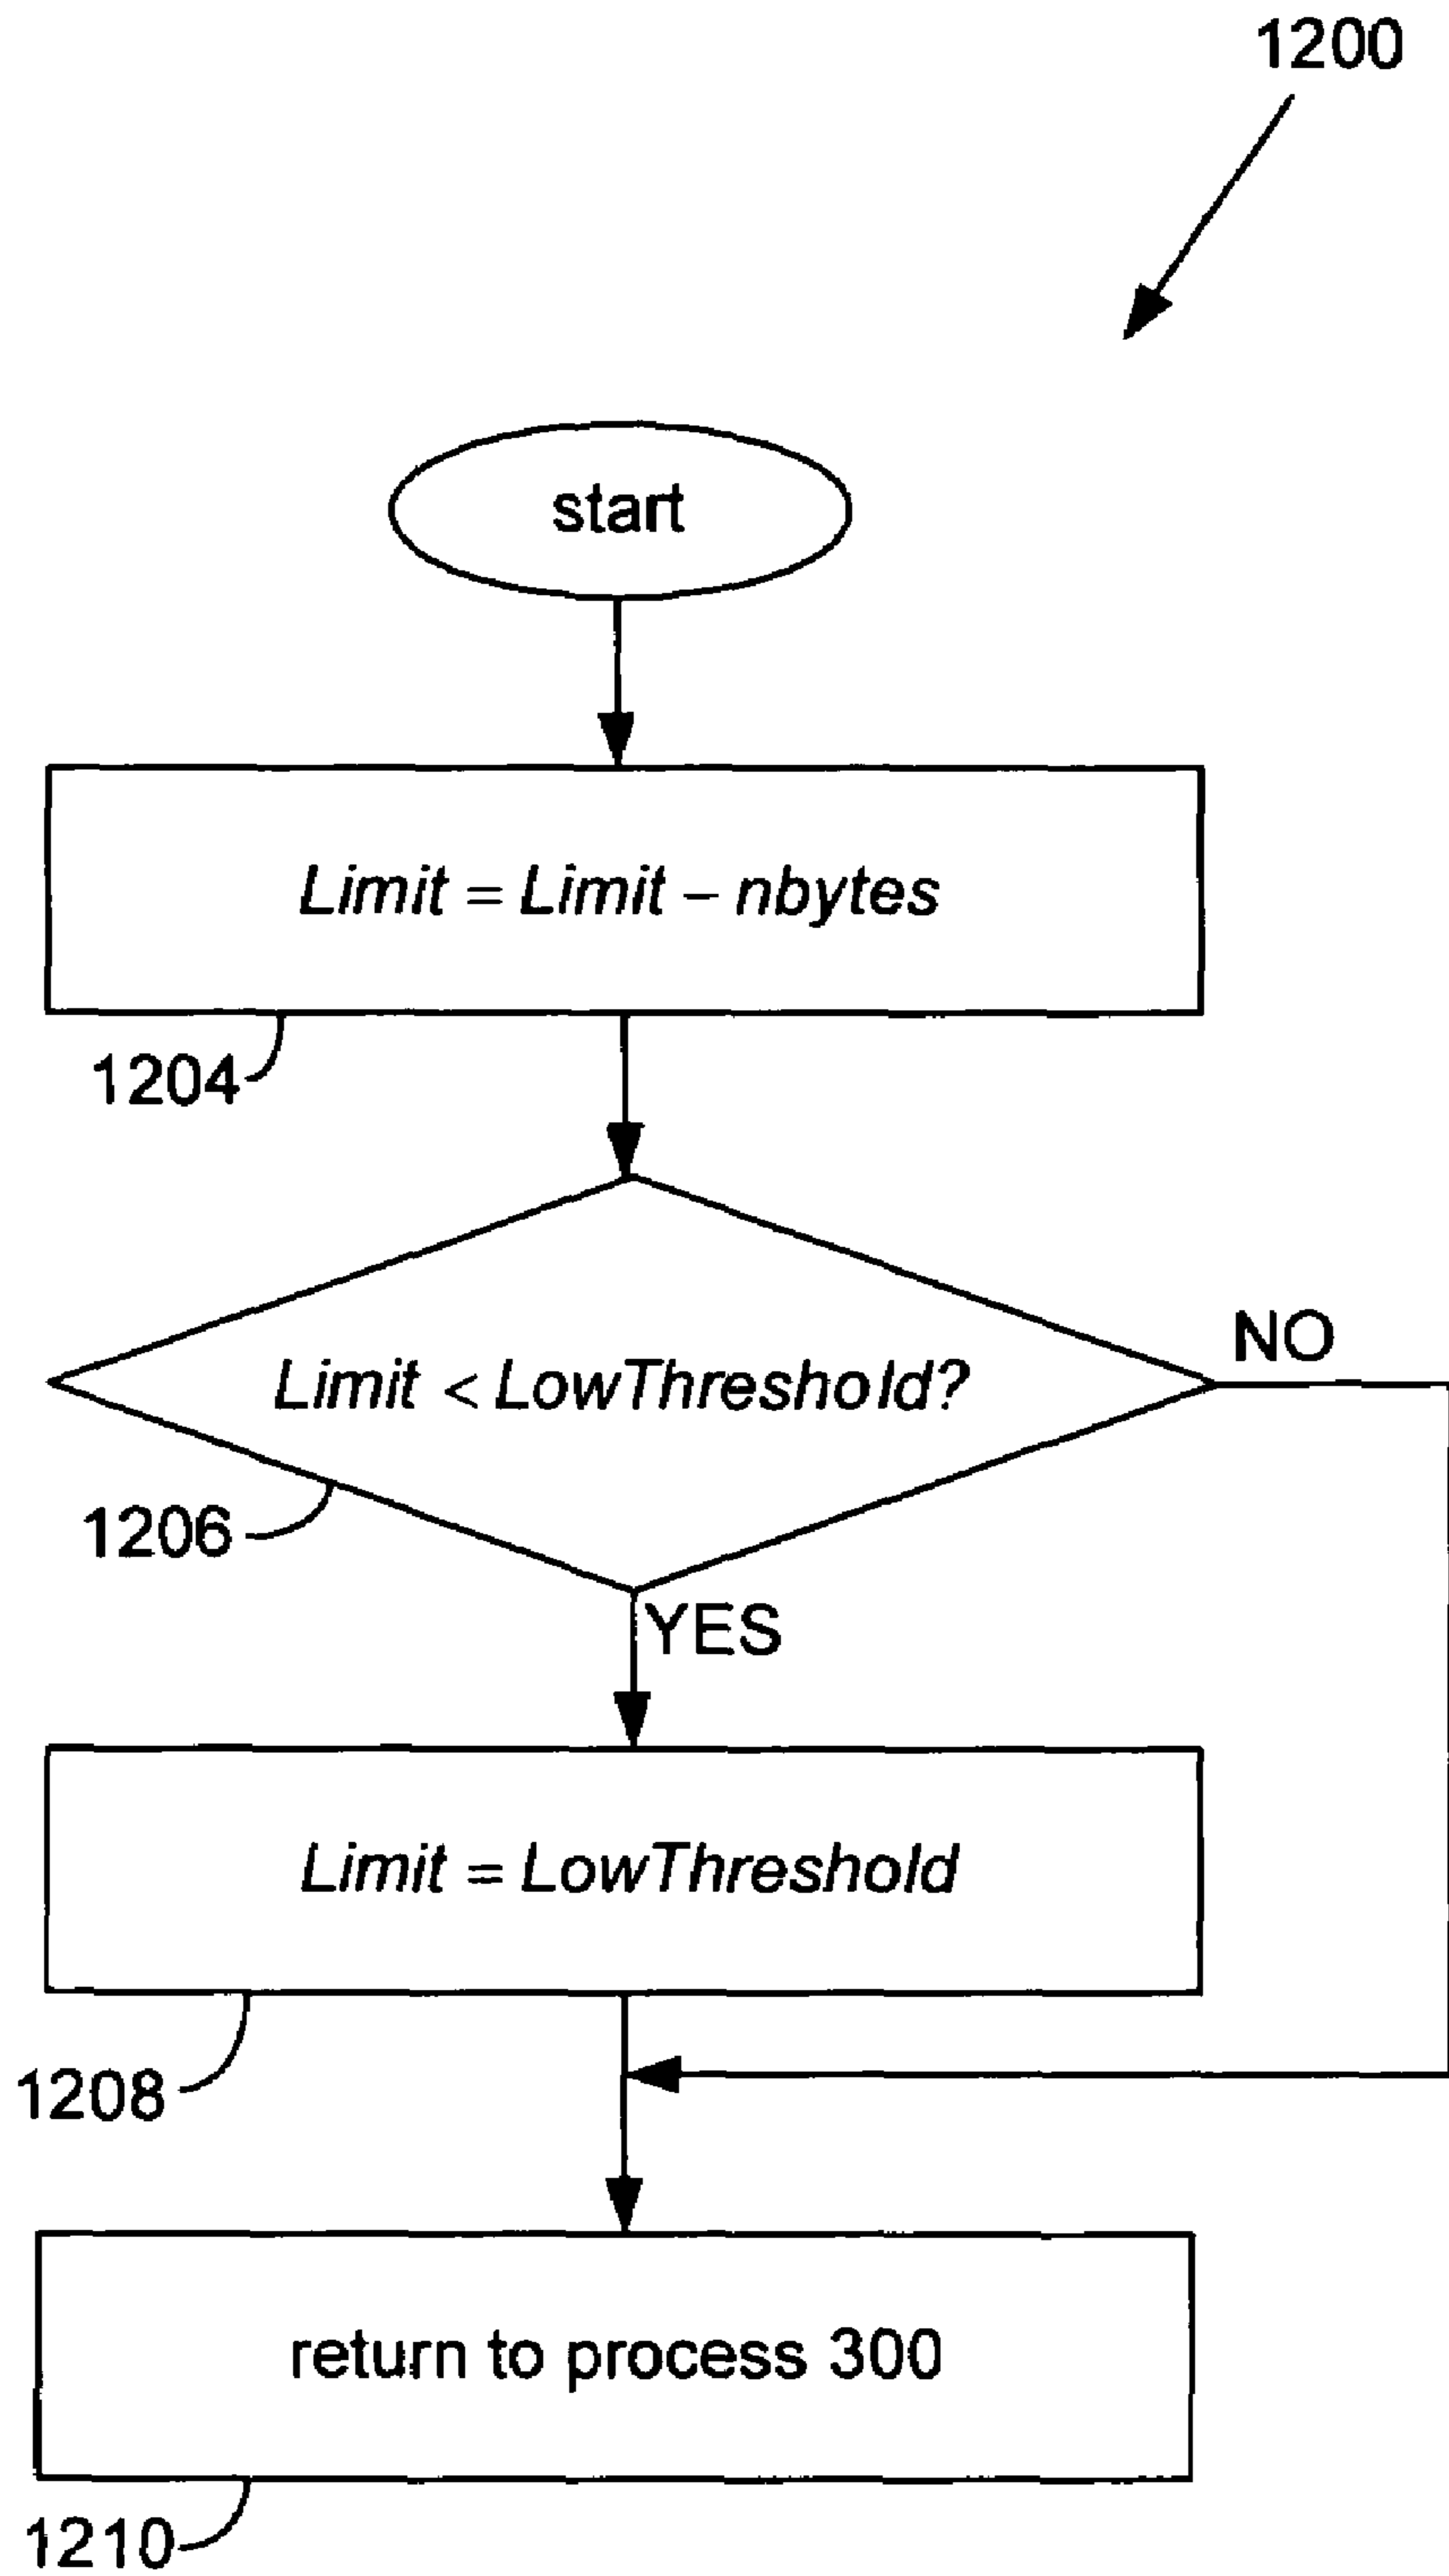 1200
start
Limit = Limit – nbytes
1204
Limit < LowThreshold?
NO
1206
YES
Limit = LowThreshold
1208
return to process 300
1210